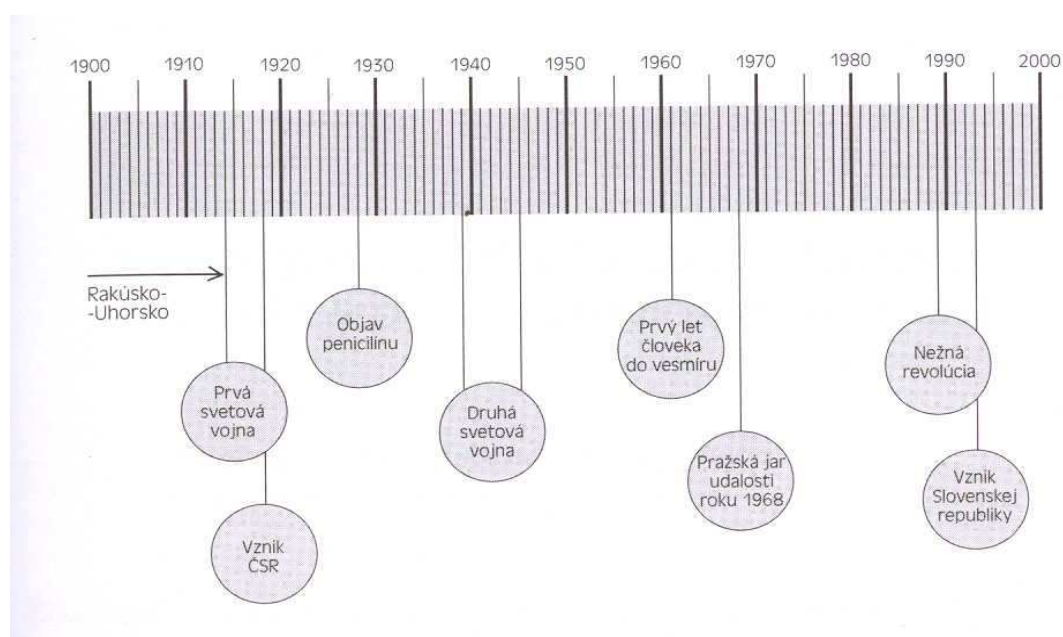 1900 1910 1920 1930 1940 1950 1960 1970 1980 1990 2000
Rakúsko-
-Uhorsko
Prvá
svetová
vojna
Vznik
ČSR
Objav
penicilínu
Druhá
svetová
vojna
Prvý let
človeka
do vesmíru
Pražská jar
udalosti
roku 1968
Nežná
revolúcia
Vznik
Slovenskej
republiky